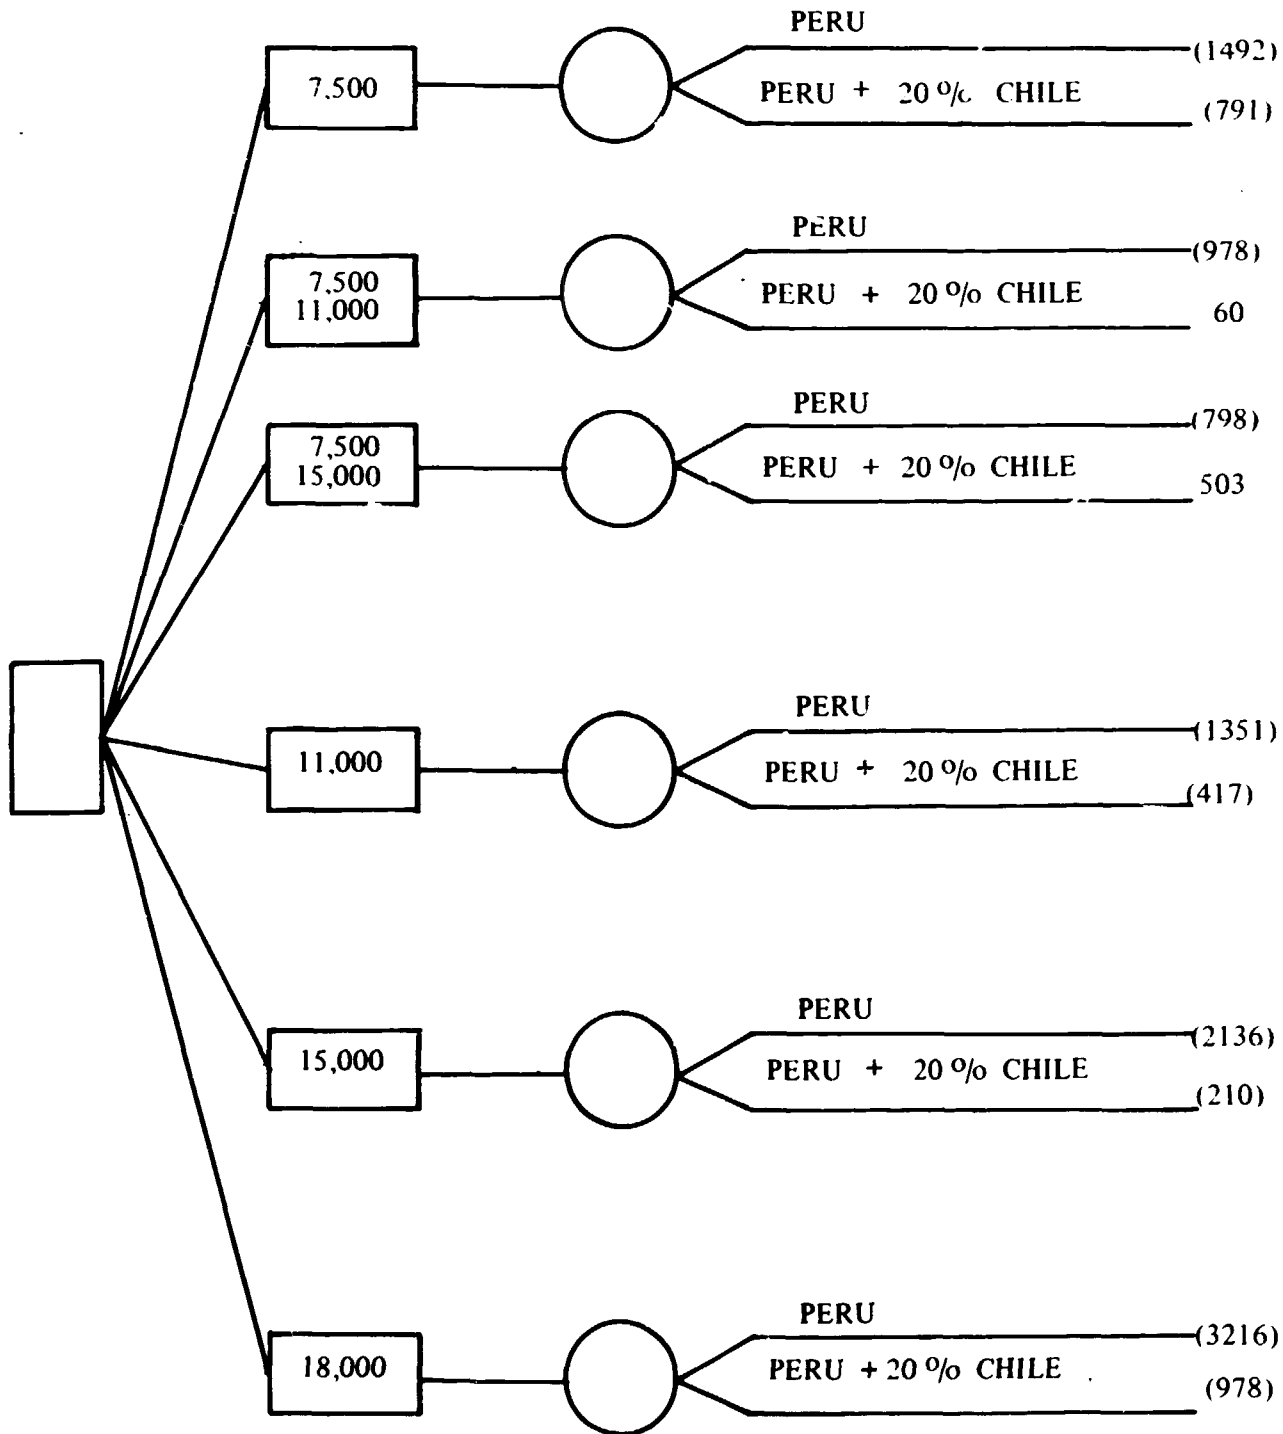 PERU
(1492)
7,500
PERU + 20% CHILE
(791)
PERU
(978)
7,500
11,000
PERU + 20% CHILE
60
PERU
(798)
7,500
15,000
PERU + 20% CHILE
503
PERU
(1351)
11,000
PERU + 20% CHILE
(417)
PERU
(2136)
15,000
PERU + 20% CHILE
(210)
PERU
(3216)
18,000
PERU + 20% CHILE
(978)